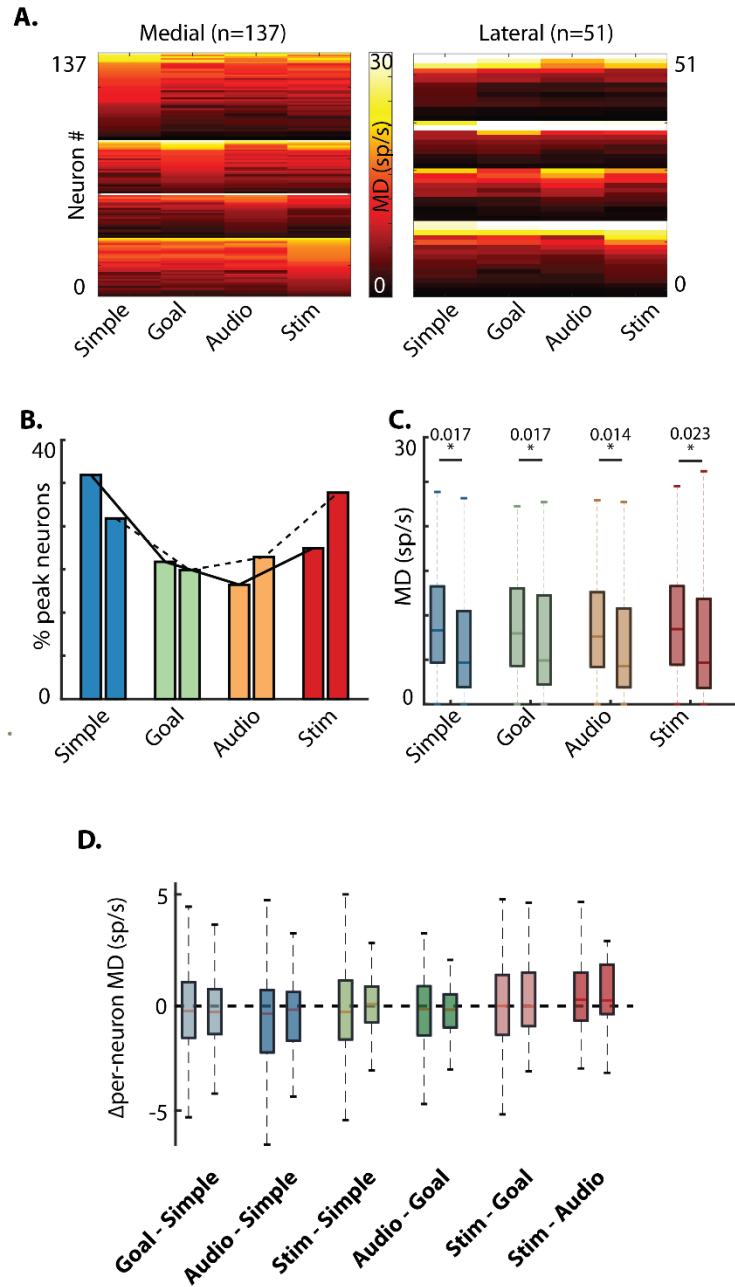 A.
Medial (n=137)
Lateral (n=51)
137
Neuron #
0
30
MD (sp/s)
0
51
0
Simple
Goal
Audio
Stim
Simple
Goal
Audio
Stim
B.
40
% peak neurons
0
Simple
Goal
Audio
Stim
C.
30
MD (sp/s)
0
0.017
*
0.017
*
0.014
*
0.023
*
Simple
Goal
Audio
Stim
D.
5
Δper-neuron MD (sp/s)
0
-5
Goal - Simple
Audio - Simple
Stim - Simple
Audio - Goal
Stim - Goal
Stim - Audio